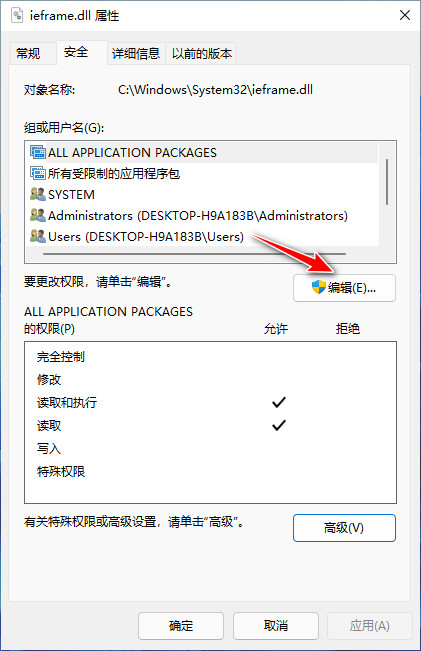 ieframe.dll 属性
常规 安全 详细信息 以前的版本
对象名称: C:\Windows\System32\ieframe.dll
组或用户名(G):
ALL APPLICATION PACKAGES
所有受限制的应用程序包
SYSTEM
Administrators (DESKTOP-H9A183B\Administrators)
Users (DESKTOP-H9A183B\Users)
要更改权限，请单击“编辑”。
编辑(E)...
ALL APPLICATION PACKAGES
的权限(P) 允许 拒绝
完全控制
修改
读取和执行
读取
写入
特殊权限
有关特殊权限或高级设置，请单击“高级”。
高级(V)
确定 取消 应用(A)